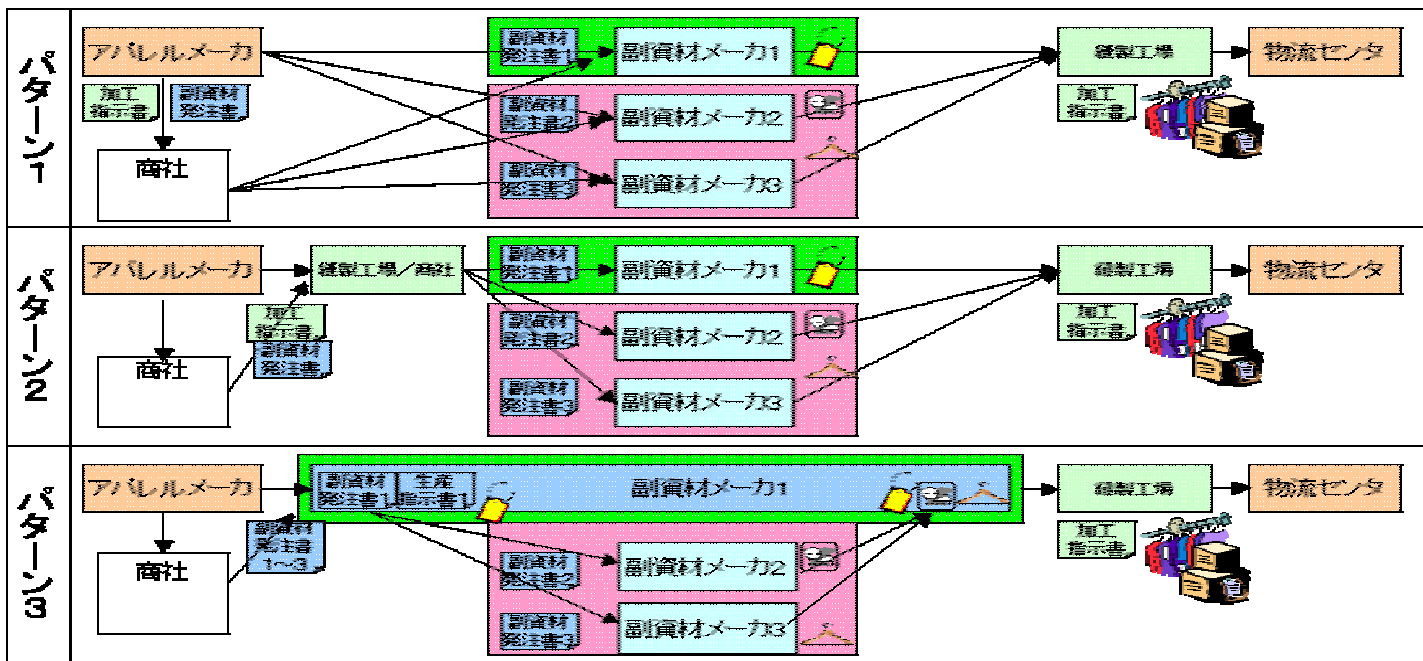 パターン1
アパレルメーカ
加工
指示書
副資材
発注書
商社
副資材
発注書1
副資材メーカ1
副資材
発注書2
副資材メーカ2
副資材
発注書3
副資材メーカ3
縫製工場
物流センタ
加工
指示書
パターン2
アパレルメーカ
縫製工場/商社
加工
指示書
副資材
発注書
商社
副資材
発注書1
副資材メーカ1
副資材
発注書2
副資材メーカ2
副資材
発注書3
副資材メーカ3
縫製工場
物流センタ
加工
指示書
パターン3
アパレルメーカ
副資材
発注書
1～3
商社
副資材
発注書1
生産
指示書1
副資材メーカ1
副資材
発注書2
副資材メーカ2
副資材
発注書3
副資材メーカ3
縫製工場
物流センタ
加工
指示書